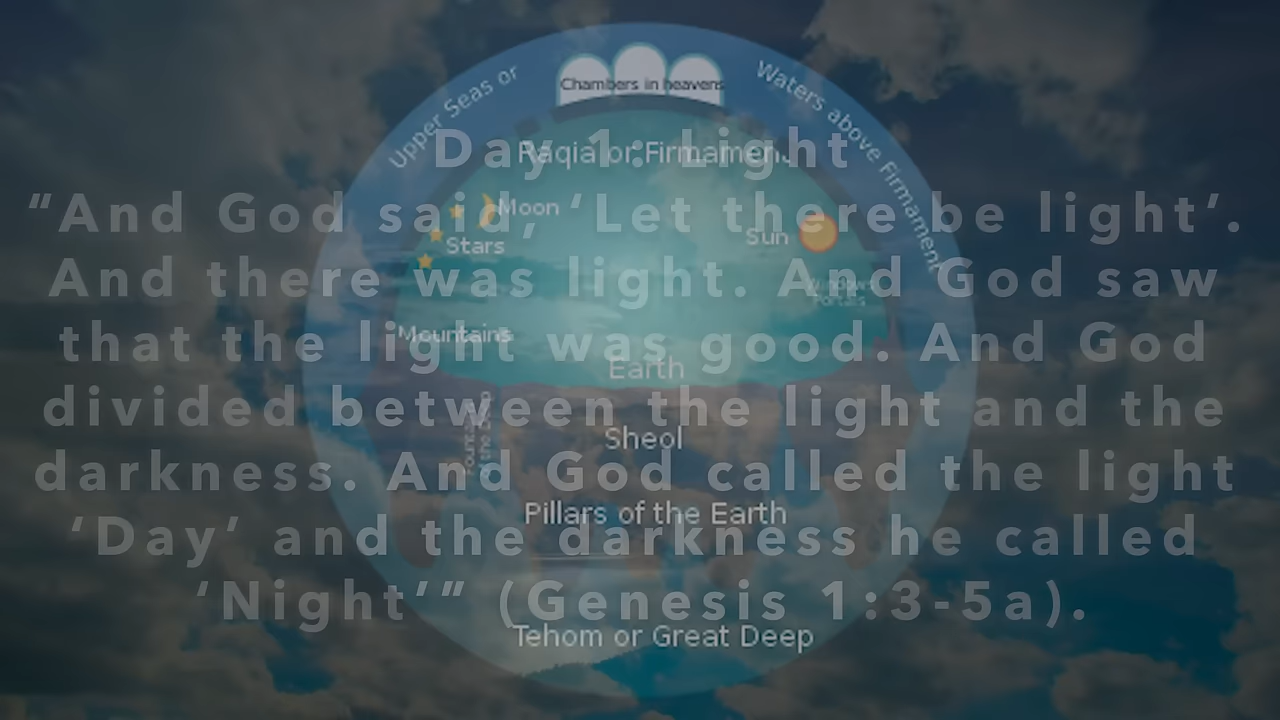 Chambers in heavens
Upper Seas or
Waters above Firmament
Day 1: Light
Raqia or Firmament
“And God said, ‘Let there be light’.
Moon
Stars
Sun
And there was light. And God saw
that the light was good. And God
Mountains
Earth
divided between the light and the
Sheol
darkness. And God called the light
Pillars of the Earth
‘Day’ and the darkness he called
‘Night’” (Genesis 1:3-5a).
Tehom or Great Deep